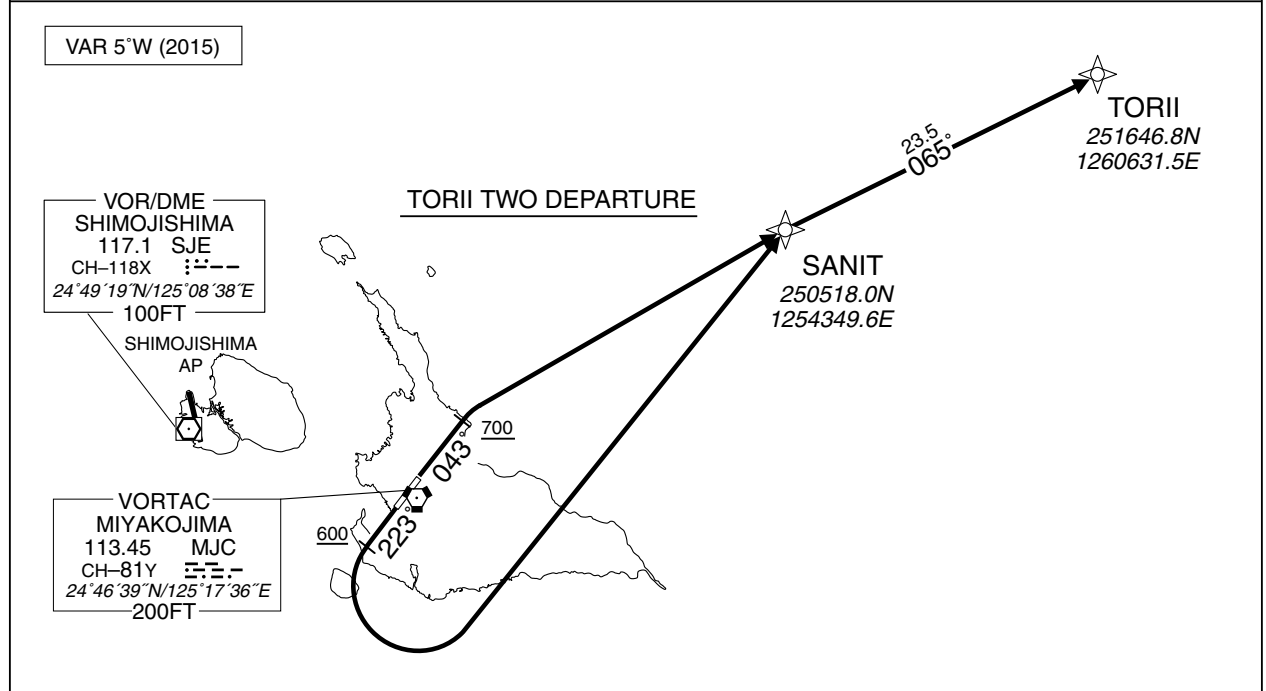 VAR 5˚W (2015)
TORII
251646.8N
1260631.5E
23.5
065˚
TORII TWO DEPARTURE
VOR/DME
SHIMOJISHIMA
117.1 SJE
CH–118X
24˚49´19˝N/125˚08´38˝E
100FT
SHIMOJISHIMA
AP
SANIT
250518.0N
1254349.6E
700
043˚
VORTAC
MIYAKOJIMA
113.45 MJC
CH–81Y
24˚46´39˝N/125˚17´36˝E
200FT
600
223˚